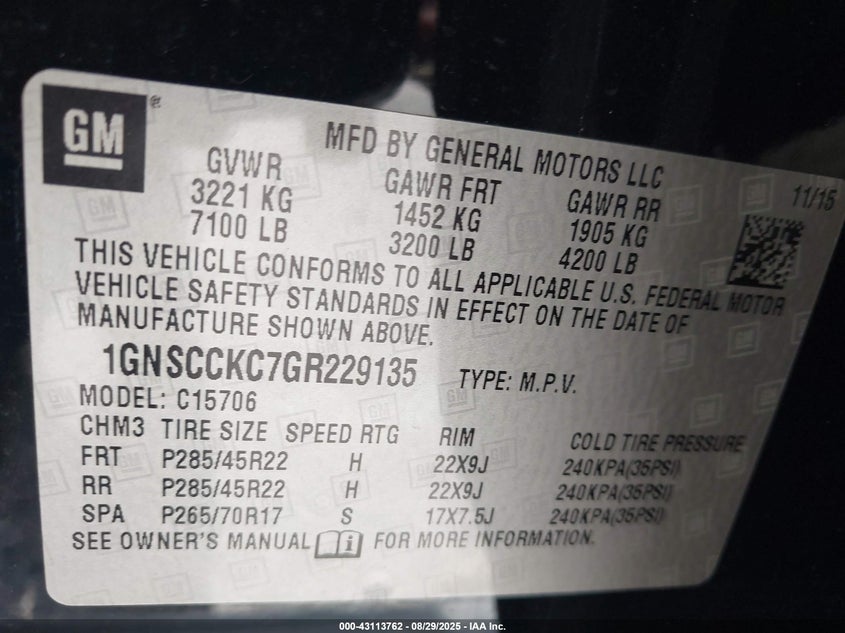 GM ®
MFD BY GENERAL MOTORS LLC
11/15
GVWR GAWR FRT GAWR RR
3221 KG 1452 KG 1905 KG
7100 LB 3200 LB 4200 LB
THIS VEHICLE CONFORMS TO ALL APPLICABLE U.S. FEDERAL MOTOR
VEHICLE SAFETY STANDARDS IN EFFECT ON THE DATE OF
MANUFACTURE SHOWN ABOVE.
1GNSCCKC7GR229135 TYPE: M.P.V.
MODEL: C15706
CHM3 TIRE SIZE SPEED RTG RIM COLD TIRE PRESSURE
FRT P285/45R22 H 22X9J 240KPA(35PSI)
RR P285/45R22 H 22X9J 240KPA(35PSI)
SPA P265/70R17 S 17X7.5J 240KPA(35PSI)
SEE OWNER'S MANUAL FOR MORE INFORMATION.
000-43113762 - 08/29/2025 - IAA Inc.